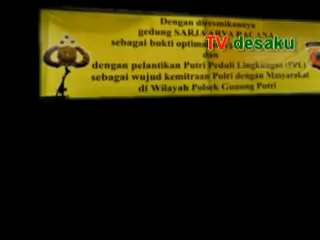 Dengan diresmikannya
gedung SARJA ARYA RACANA
sebagai bukti optima
TV desaku
dan
dengan pelantikan Putri Peduli Lingkungan (PPL)
sebagai wujud kemitraan Polri dengan Masyarakat
di Wilayah Polsek Gunung Putri